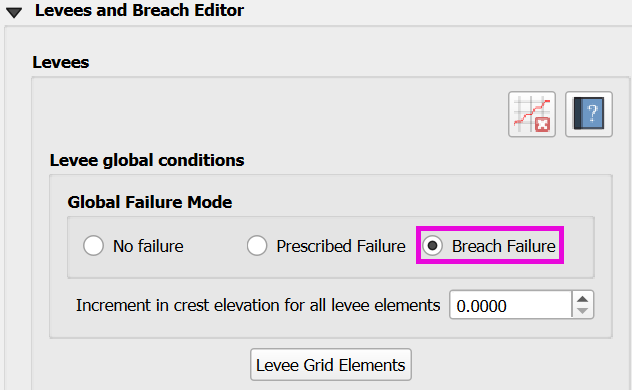 Levees and Breach Editor
Levees
?
Levee global conditions
Global Failure Mode
No failure Prescribed Failure Breach Failure
Increment in crest elevation for all levee elements 0.0000
Levee Grid Elements